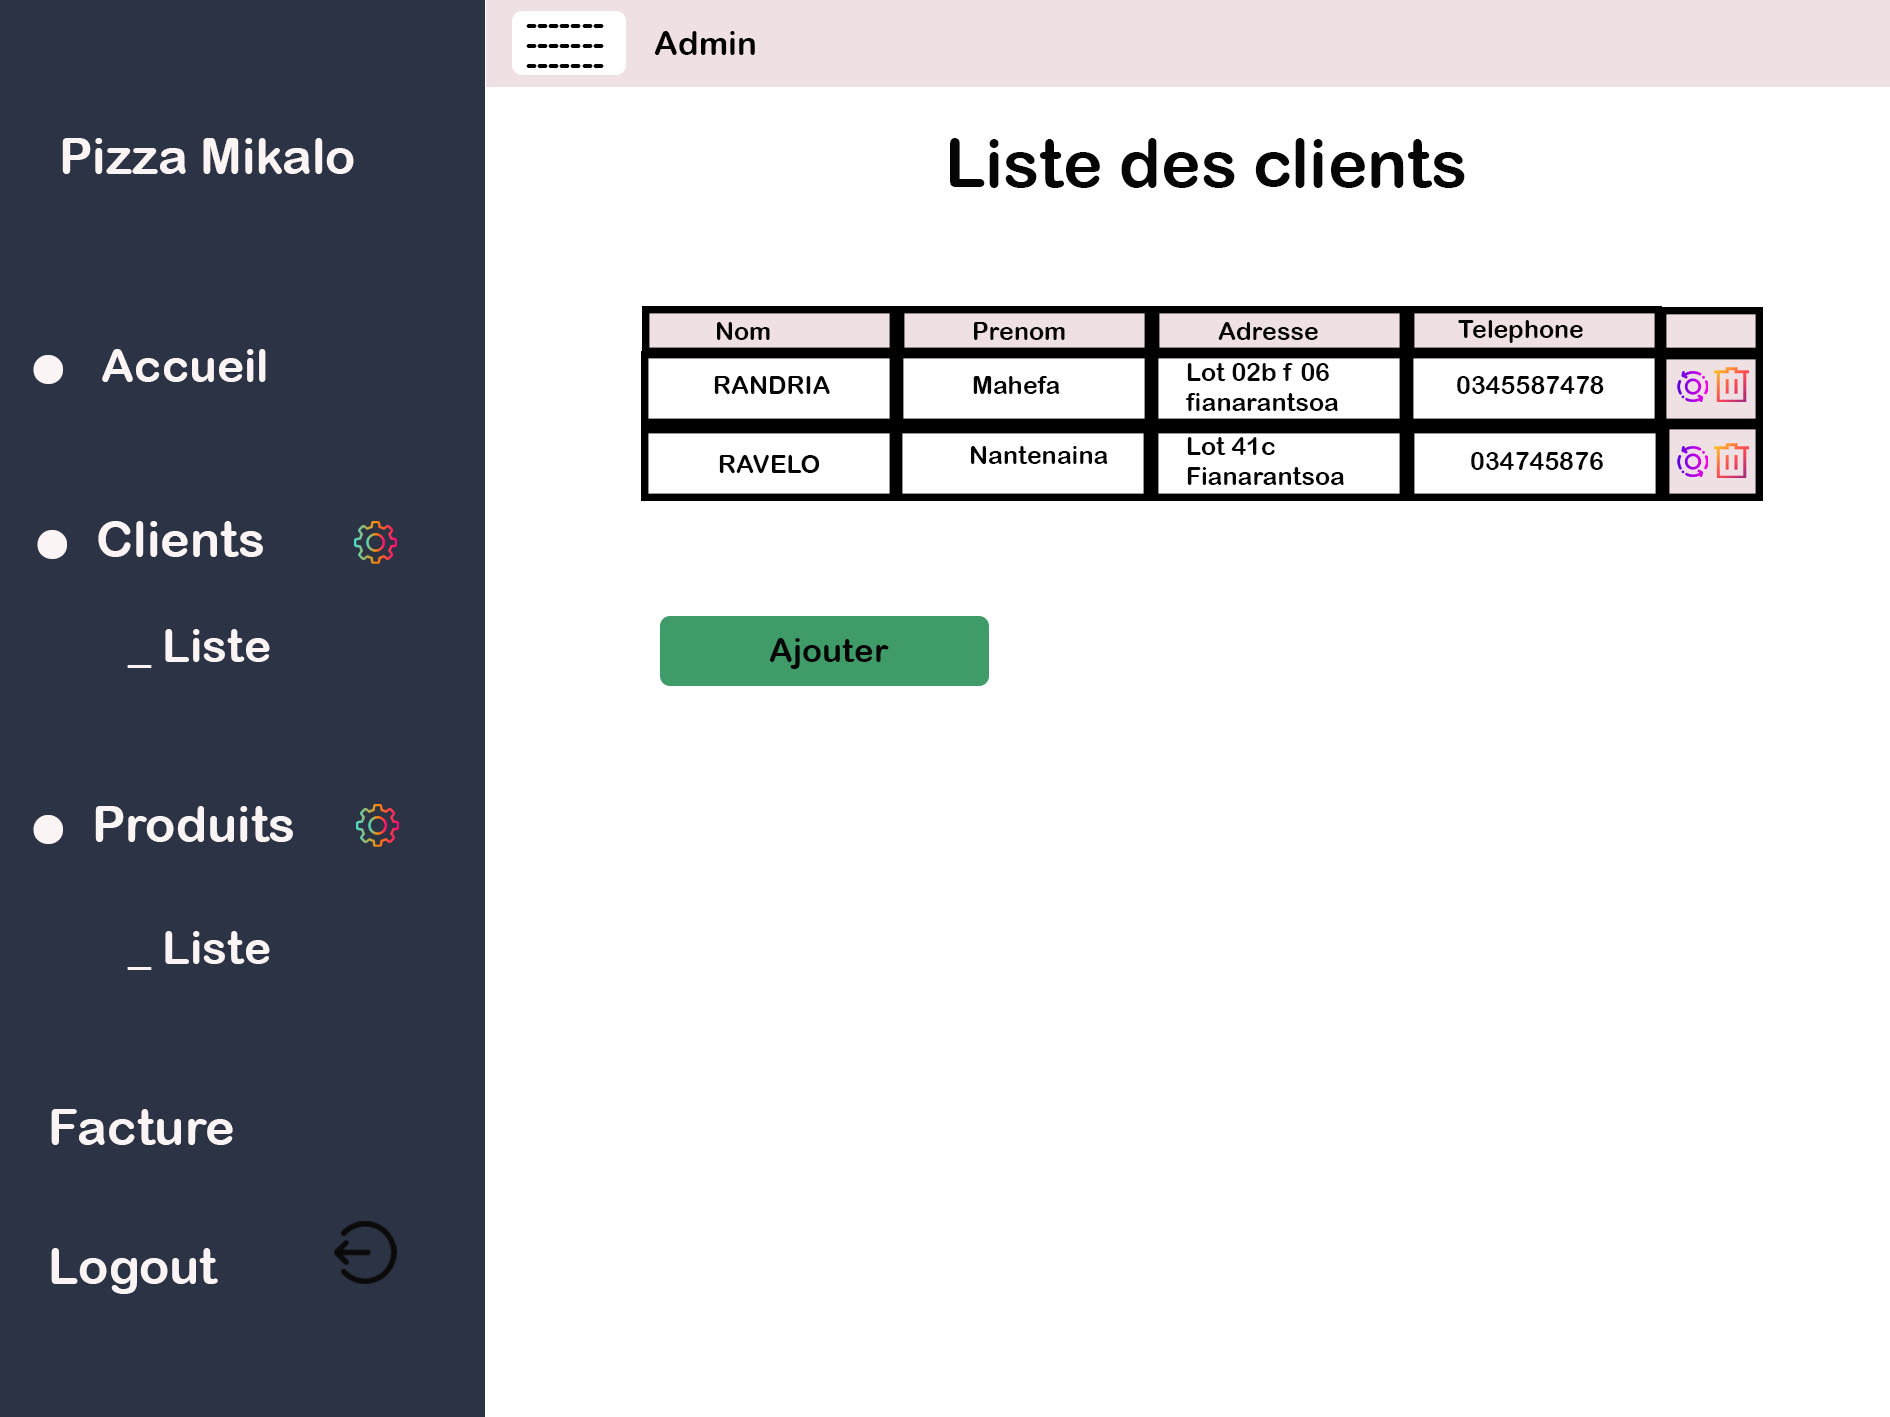 Admin
Pizza Mikalo
Liste des clients
Nom Prenom Adresse Telephone
RANDRIA Mahefa Lot 02b f 06 0345587478
fianarantsoa
RAVELO Nantenaina Lot 41c 034745876
Fianarantsoa
Accueil
Clients
_ Liste
Ajouter
Produits
_ Liste
Facture
Logout